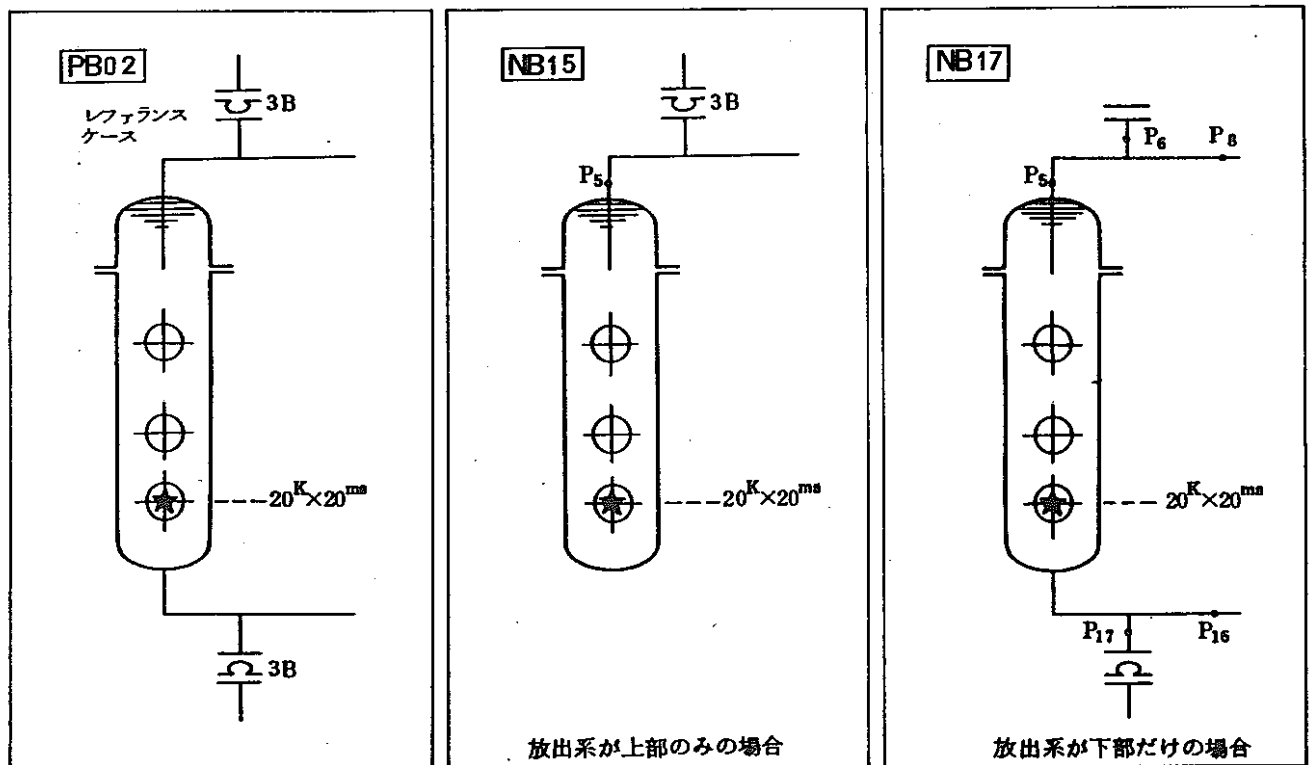 PB02
レファランス
ケース
3B
20ᴷ×20ᵐˢ
3B
NB15
3B
P₅
20ᴷ×20ᵐˢ
放出系が上部のみの場合
NB17
P₆
P₈
P₅
20ᴷ×20ᵐˢ
P₁₇
P₁₆
放出系が下部だけの場合